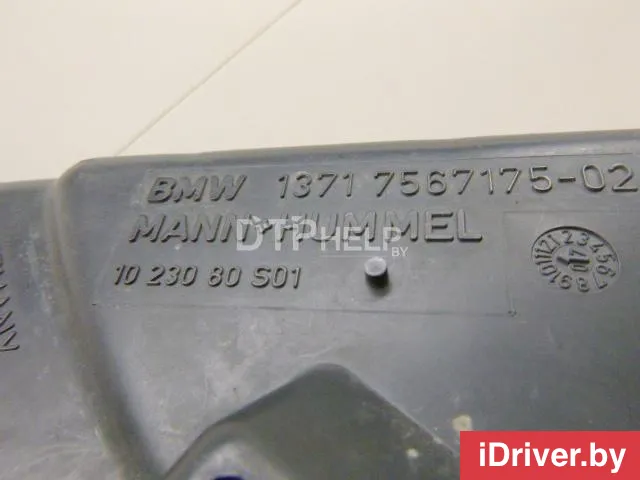 BMW 1371 7567175-02
MANN+HUMMEL
DTPHELP.BY
10 230 80 S01
iDriver.by